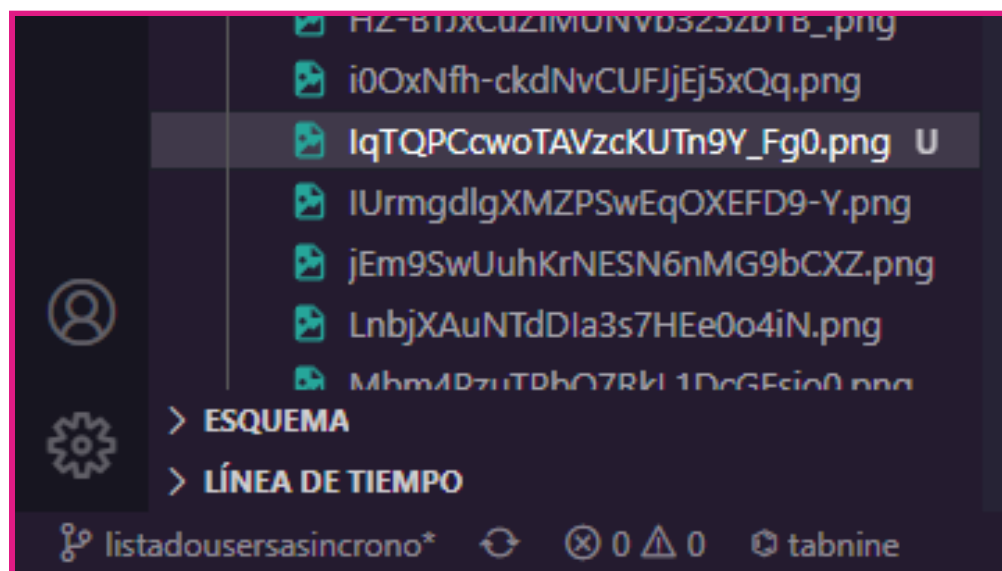 i0OxNfh-ckdNvCUFJjEj5xQq.png
IqTQPCcwoTAVzcKUTn9Y_Fg0.png U
IUrmgdlgXMZPSwEqOXEFD9-Y.png
jEm9SwUuhKrNESN6nMG9bCXZ.png
LnbjXAuNTdDIa3s7HEe0o4iN.png
ESQUEMA
LÍNEA DE TIEMPO
listadousersasincrono* 0 0 tabnine